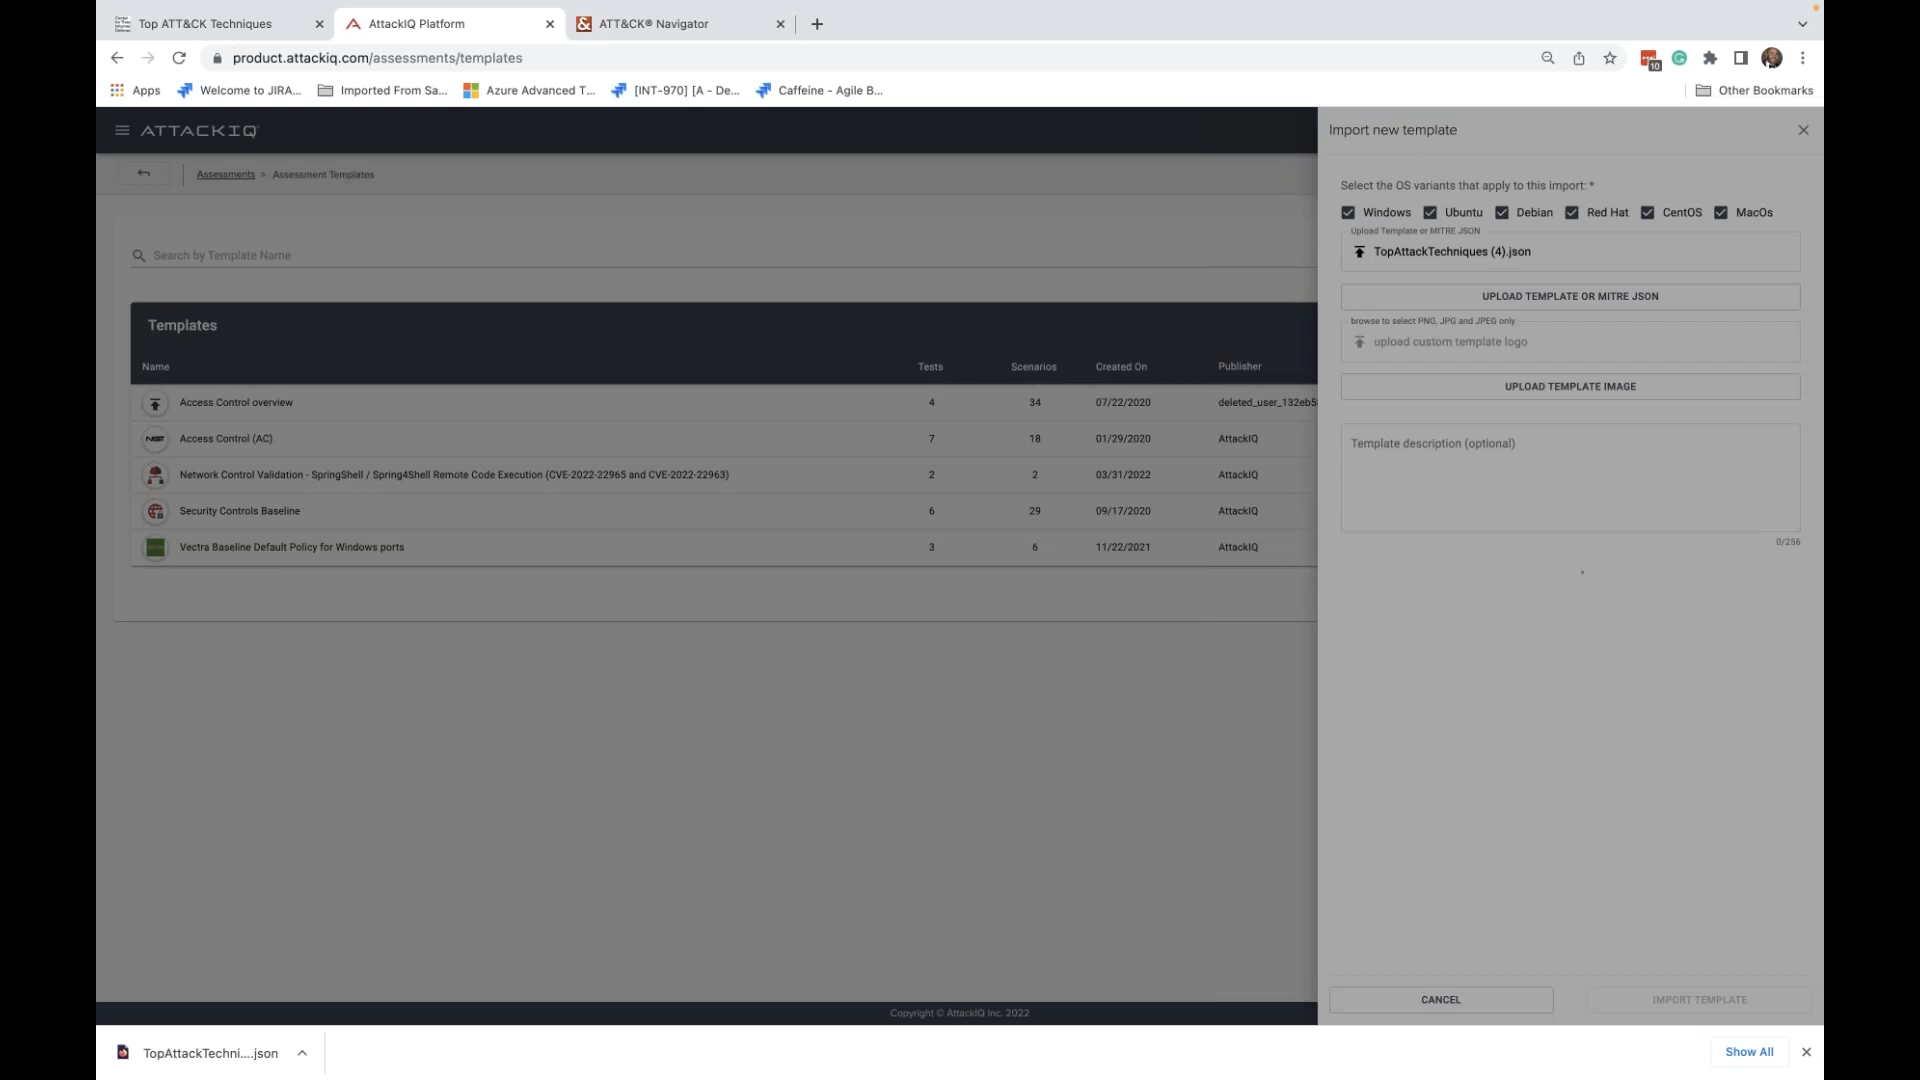 Top ATT&CK Techniques
AttackIQ Platform
ATT&CK® Navigator
product.attackiq.com/assessments/templates
10
Apps
Welcome to JIRA...
Imported From Sa...
Azure Advanced T...
[INT-970] [A - De...
Caffeine - Agile B...
Other Bookmarks
ATTACKIQ
Assessments > Assessment Templates
Search by Template Name
Templates
Name Tests Scenarios Created On Publisher
Access Control overview 4 34 07/22/2020 deleted_user_132eb5
NIST Access Control (AC) 7 18 01/29/2020 AttackIQ
Network Control Validation - SpringShell / Spring4Shell Remote Code Execution (CVE-2022-22965 and CVE-2022-22963) 2 2 03/31/2022 AttackIQ
Security Controls Baseline 6 29 09/17/2020 AttackIQ
Vectra Baseline Default Policy for Windows ports 3 6 11/22/2021 AttackIQ
Copyright © AttackIQ Inc. 2022
Import new template
Select the OS variants that apply to this import: *
Windows Ubuntu Debian Red Hat CentOS MacOs
Upload Template or MITRE JSON
TopAttackTechniques (4).json
UPLOAD TEMPLATE OR MITRE JSON
browse to select PNG, JPG and JPEG only
upload custom template logo
UPLOAD TEMPLATE IMAGE
Template description (optional)
0/256
CANCEL
IMPORT TEMPLATE
TopAttackTechni....json
Show All